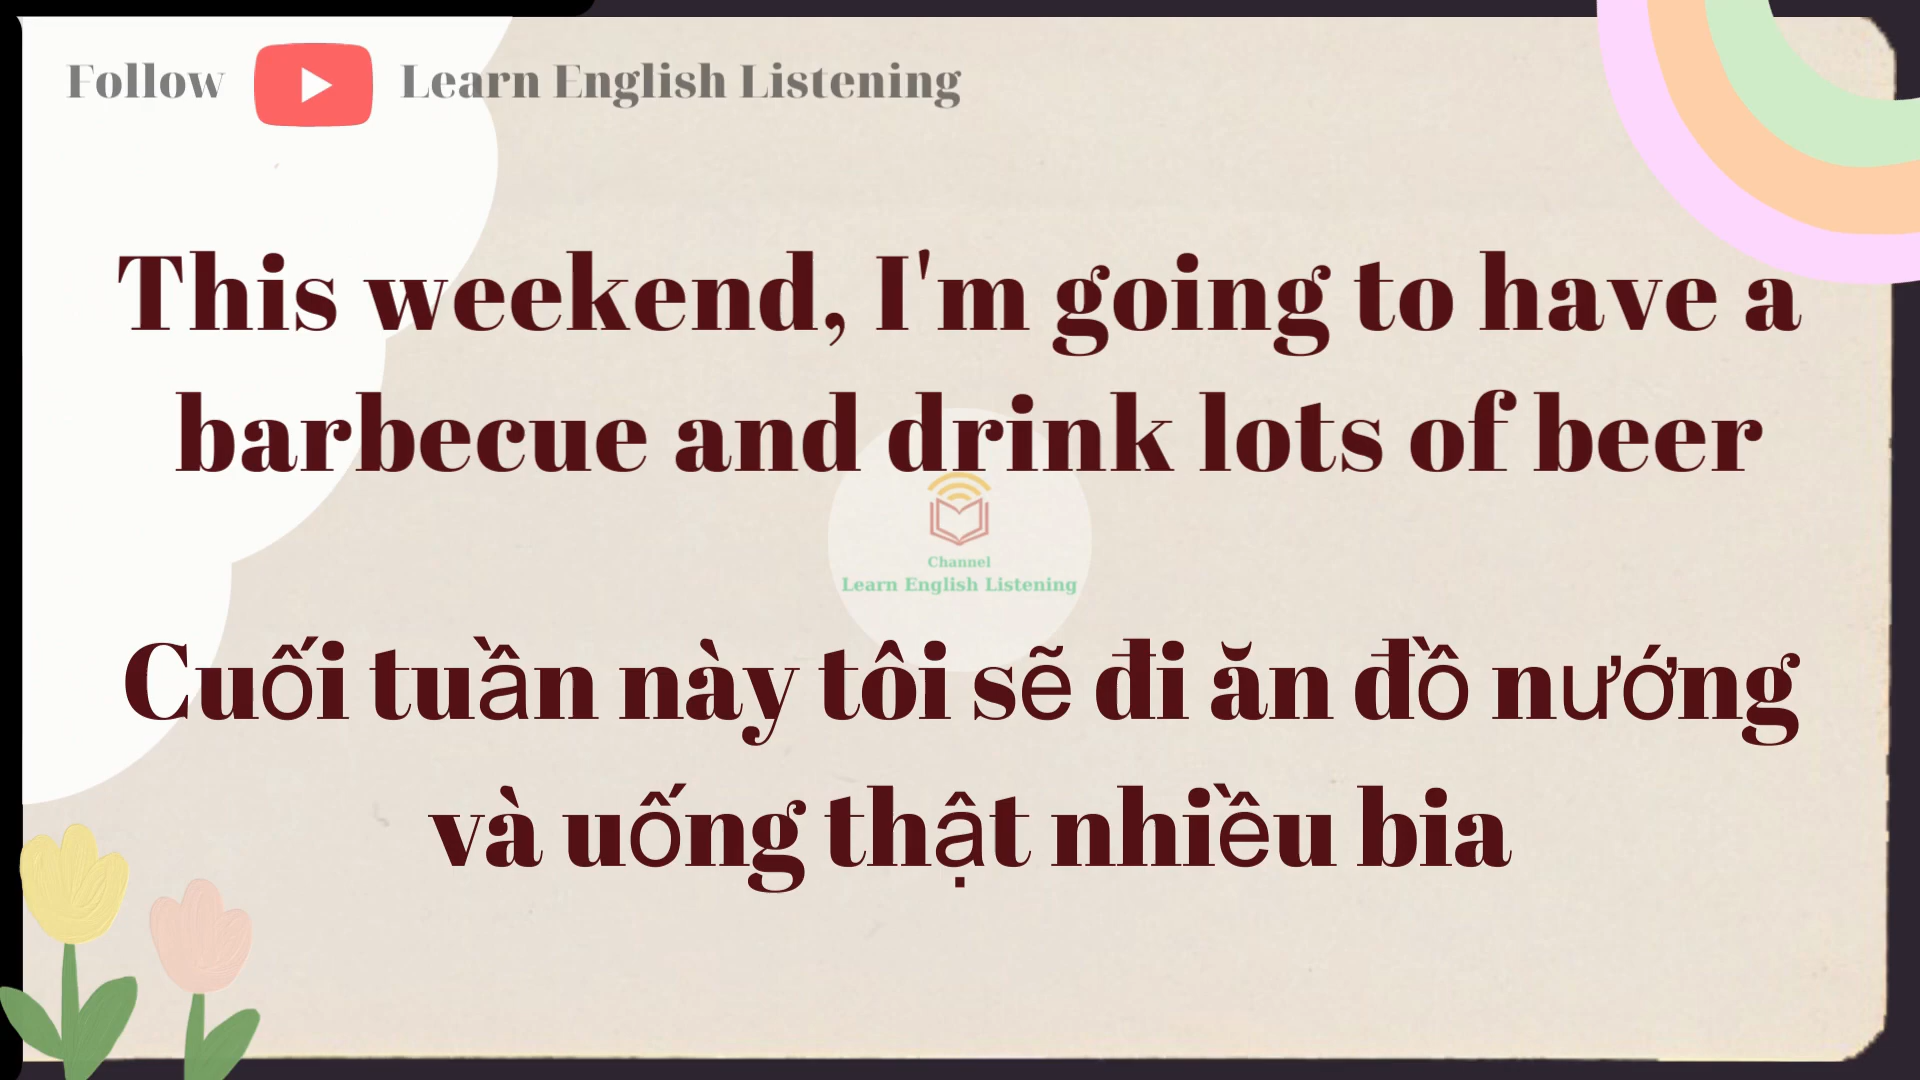 Follow Learn English Listening
This weekend, I'm going to have a
barbecue and drink lots of beer
Channel
Learn English Listening
Cuối tuần này tôi sẽ đi ăn đồ nướng
và uống thật nhiều bia